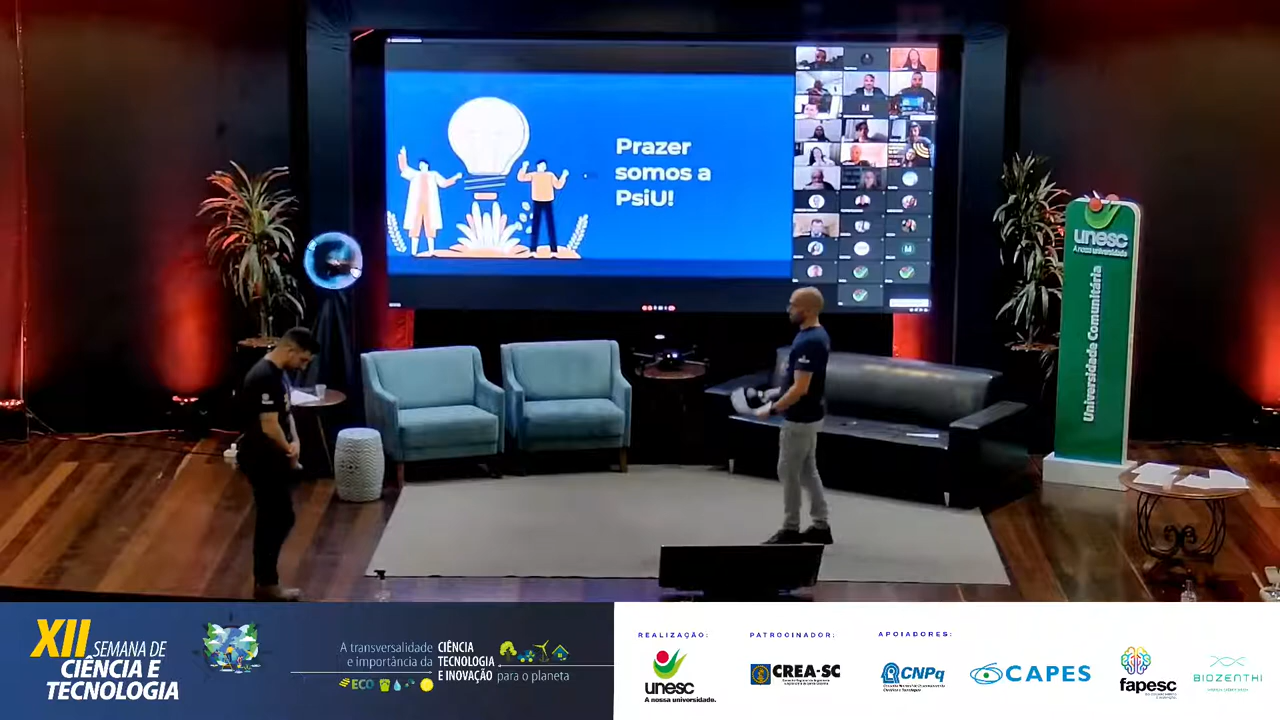 Prazer
somos a
PsiU!
unesc
A nossa universidade
Universidade Comunitária
XII SEMANA DE
CIÊNCIA E
TECNOLOGIA
A transversalidade
e importância da
CIÊNCIA
TECNOLOGIA
E INOVAÇÃO
para o planeta
ECO
REALIZAÇÃO:
unesc
A nossa universidade.
PATROCINADOR:
CREA-SC
APOIADORES:
CNPq
CAPES
fapesc
BIOZENTHI